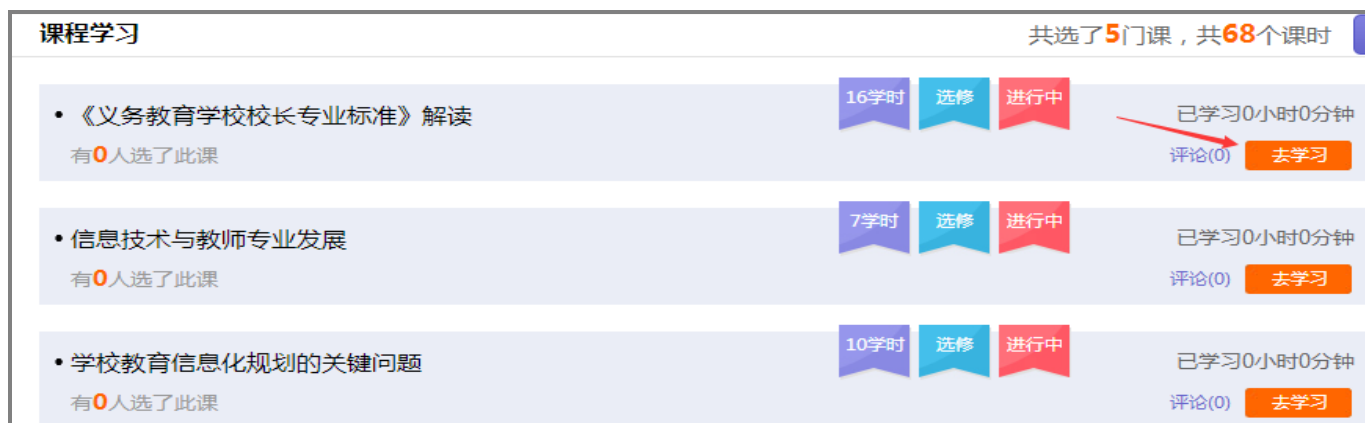 课程学习 共选了5门课，共68个课时
16学时 选修 进行中
•《义务教育学校校长专业标准》解读 已学习0小时0分钟
有0人选了此课 评论(0) 去学习
7学时 选修 进行中
•信息技术与教师专业发展 已学习0小时0分钟
有0人选了此课 评论(0) 去学习
10学时 选修 进行中
•学校教育信息化规划的关键问题 已学习0小时0分钟
有0人选了此课 评论(0) 去学习